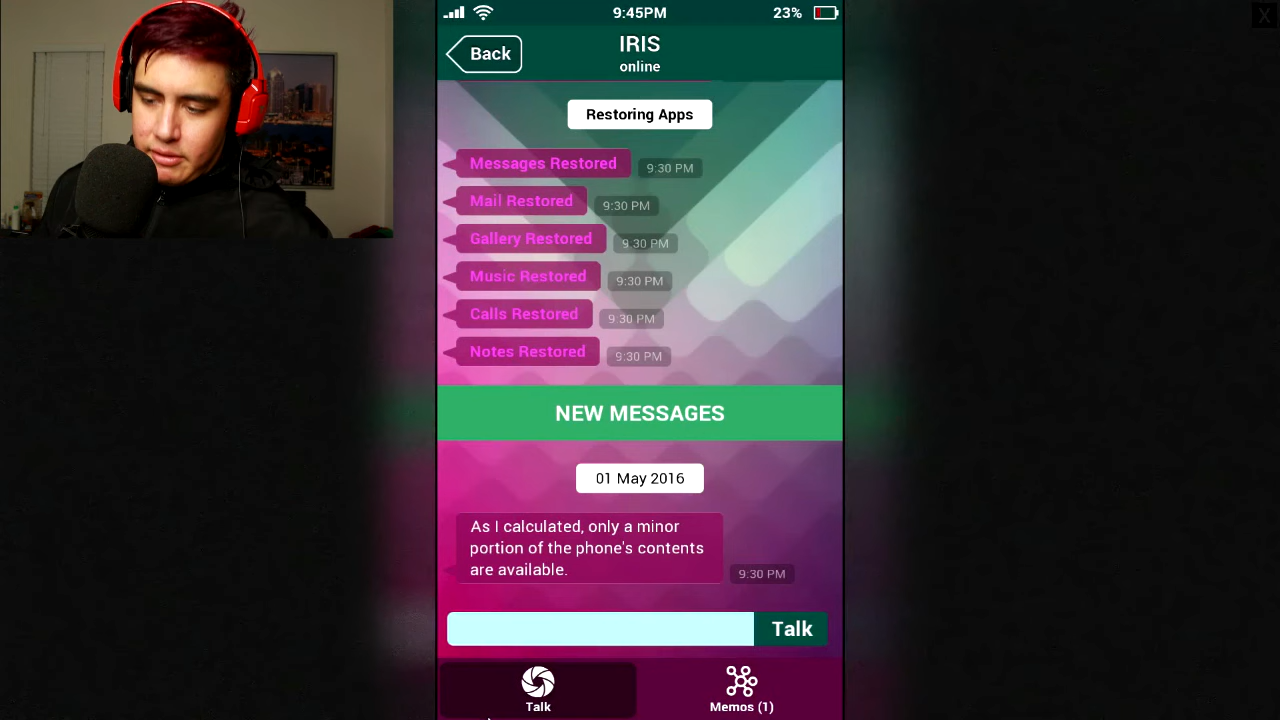 9:45PM
23%
X
Back
IRIS
online
Restoring Apps
Messages Restored
9:30 PM
Mail Restored
9:30 PM
Gallery Restored
9:30 PM
Music Restored
9:30 PM
Calls Restored
9:30 PM
Notes Restored
9:30 PM
NEW MESSAGES
01 May 2016
As I calculated, only a minor
portion of the phone's contents
are available.
9:30 PM
Talk
Talk
Memos (1)